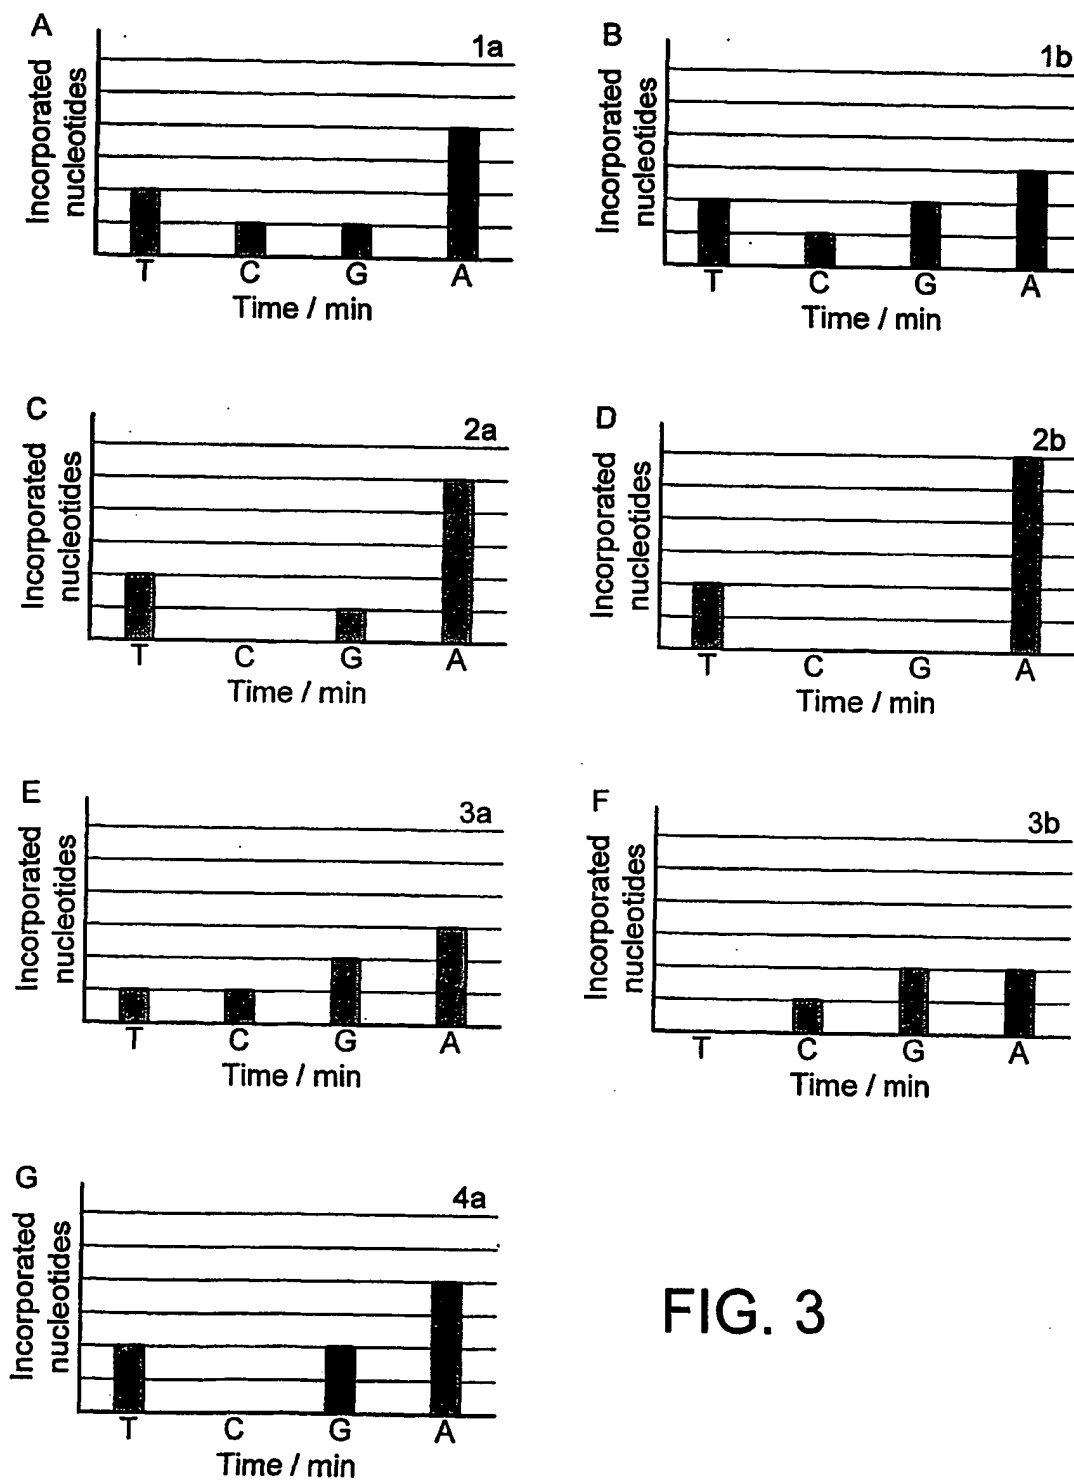 A
1a
Incorporated
nucleotides
T C G A
Time / min
B
1b
Incorporated
nucleotides
T C G A
Time / min
C
2a
Incorporated
nucleotides
T C G A
Time / min
D
2b
Incorporated
nucleotides
T C G A
Time / min
E
3a
Incorporated
nucleotides
T C G A
Time / min
F
3b
Incorporated
nucleotides
T C G A
Time / min
G
4a
Incorporated
nucleotides
T C G A
Time / min
FIG. 3